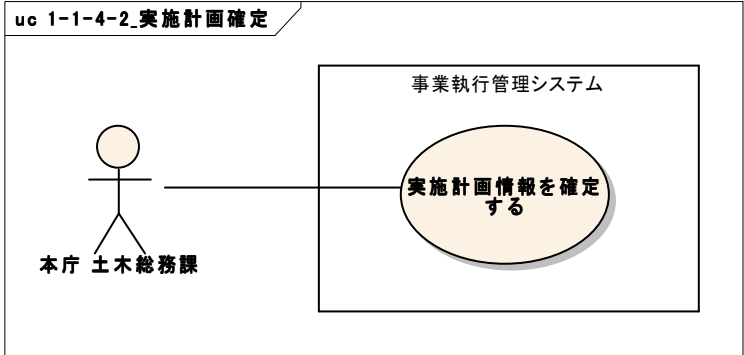 uc 1-1-4-2_実施計画確定
事業執行管理システム
実施計画情報を確定
する
本庁 土木総務課